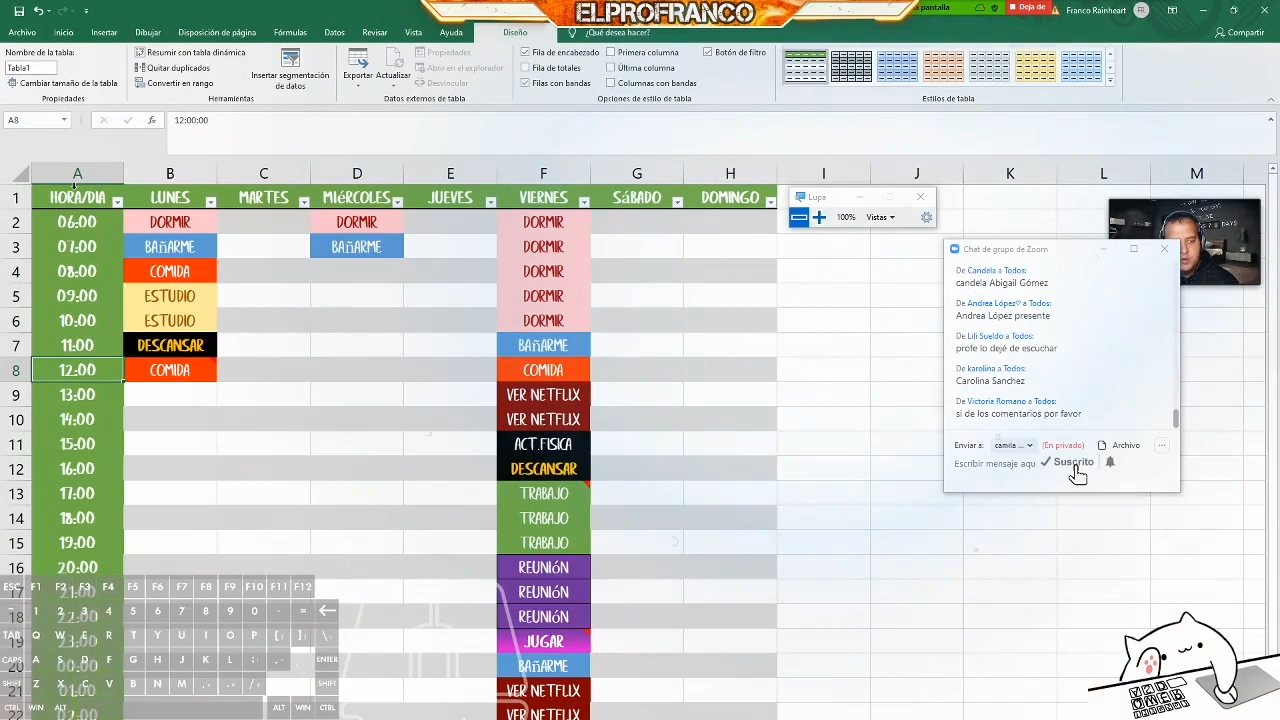 ELPROFRANCO
pantalla
Dejа de
Franco Reinheart FR
Archivo Inicio Insertar Dibujar Disposición de página Fórmulas Datos Revisar Vista Ayuda Diseño ¿Qué desea hacer? Compartir
Nombre de la tabla:
Tabla1
Cambiar tamaño de la tabla
Propiedades
Resumir con tabla dinámica
Quitar duplicados
Convertir en rango
Herramientas
Insertar segmentación
de datos
Exportar Actualizar
Propiedades
Abrir en el explorador
Desvincular
Datos externos de tabla
Fila de encabezado Primera columna Botón de filtro
Fila de totales Última columna
Filas con bandas Columnas con bandas
Opciones de estilo de tabla
Estilos de tabla
A8 fx 12:00:00
A B C D E F G H I J K L M
1 HORA/DIA LUNES MARTES MIÉRCOLES JUEVES VIERNES SÁBADO DOMINGO
2 06:00 DORMIR DORMIR DORMIR
3 07:00 BAÑARME BAÑARME DORMIR
4 08:00 COMIDA DORMIR
5 09:00 ESTUDIO DORMIR
6 10:00 ESTUDIO DORMIR
7 11:00 DESCANSAR BAÑARME
8 12:00 COMIDA COMIDA
9 13:00 VER NETFLIX
10 14:00 VER NETFLIX
11 15:00 ACT.FISICA
12 16:00 DESCANSAR
13 17:00 TRABAJO
14 18:00 TRABAJO
15 19:00 TRABAJO
16 20:00 REUNIÓN
17 21:00 REUNIÓN
18 22:00 REUNIÓN
19 23:00 JUGAR
20 00:00 BAÑARME
21 01:00 VER NETFLIX
22 02:00 VER NETFLIX
Lupa
100% Vistas
Chat de grupo de Zoom
De Candela a Todos:
candela Abigail Gómez
De Andrea López♡ a Todos:
Andrea López presente
De Lili Sueldo a Todos:
profe lo dejé de escuchar
De karolina a Todos:
Carolina Sanchez
De Victoria Romano a Todos:
si de los comentarios por favor
Enviar a: camila ... (En privado) Archivo ...
Escribir mensaje aqu
Suscrito
ESC F1 F2 F3 F4 F5 F6 F7 F8 F9 F10 F11 F12
~ 1 2 3 4 5 6 7 8 9 0 - =
TAB Q W E R T Y U I O P [ ] \
CAPS A S D F G H J K L : ENTER
SHIFT Z X C V B N M SHIFT
CTRL WIN ALT ALT WIN CTRL